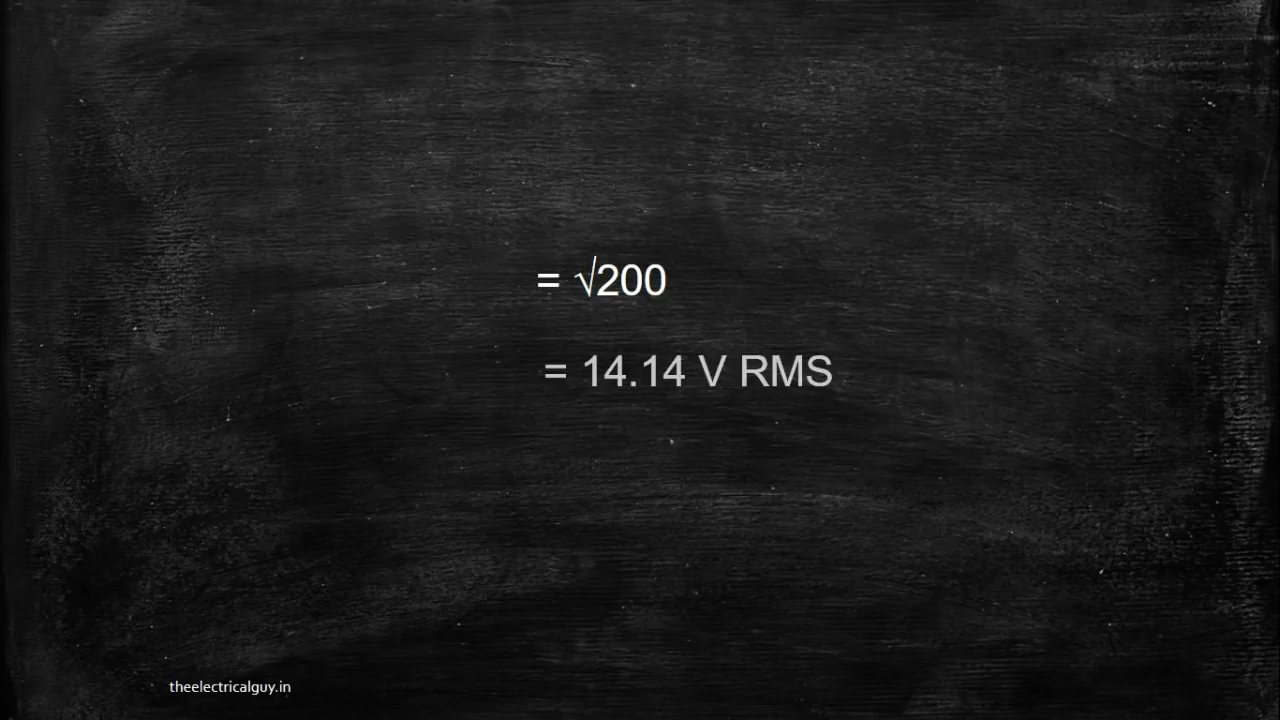 = √200
= 14.14 V RMS
theelectricalguy.in